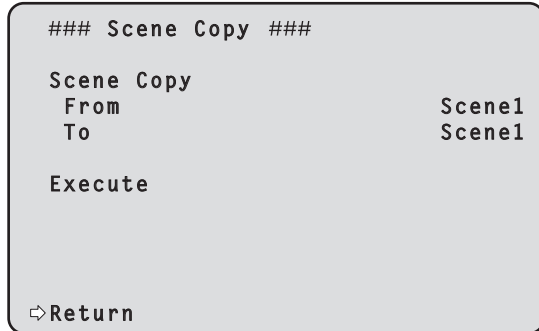 ### Scene Copy ###
Scene Copy
From Scene1
To Scene1
Execute
⇨Return